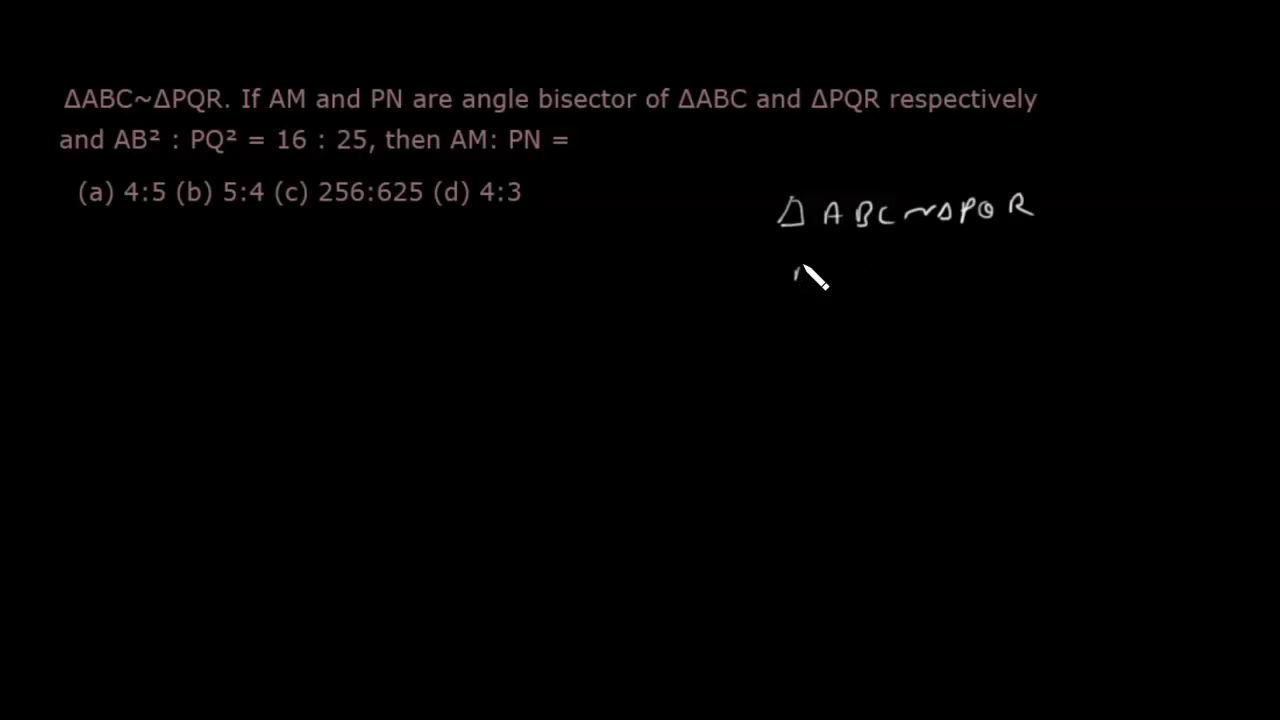 ΔABC~ΔPQR. If AM and PN are angle bisector of ΔABC and ΔPQR respectively
and AB² : PQ² = 16 : 25, then AM: PN =
(a) 4:5 (b) 5:4 (c) 256:625 (d) 4:3
Δ ABC ~ Δ PQR